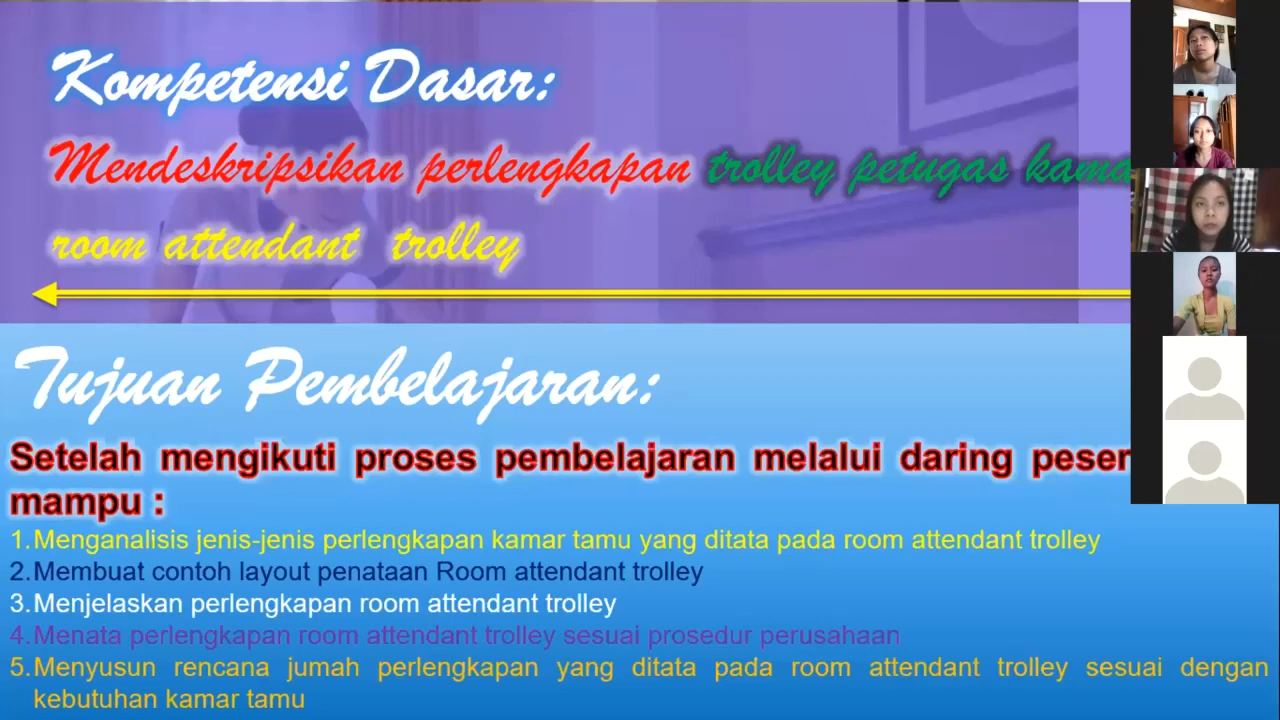 Kompetensi Dasar:
Mendeskripsikan perlengkapan trolley petugas
room attendant trolley
Tujuan Pembelajaran:
Setelah mengikuti proses pembelajaran melalui daring
mampu :
1.Menganalisis jenis-jenis perlengkapan kamar tamu yang ditata pada room attendant trolley
2.Membuat contoh layout penataan Room attendant trolley
3.Menjelaskan perlengkapan room attendant trolley
4.Menata perlengkapan room attendant trolley sesuai prosedur perusahaan
5.Menyusun rencana jumah perlengkapan yang ditata pada room attendant trolley sesuai dengan
kebutuhan kamar tamu